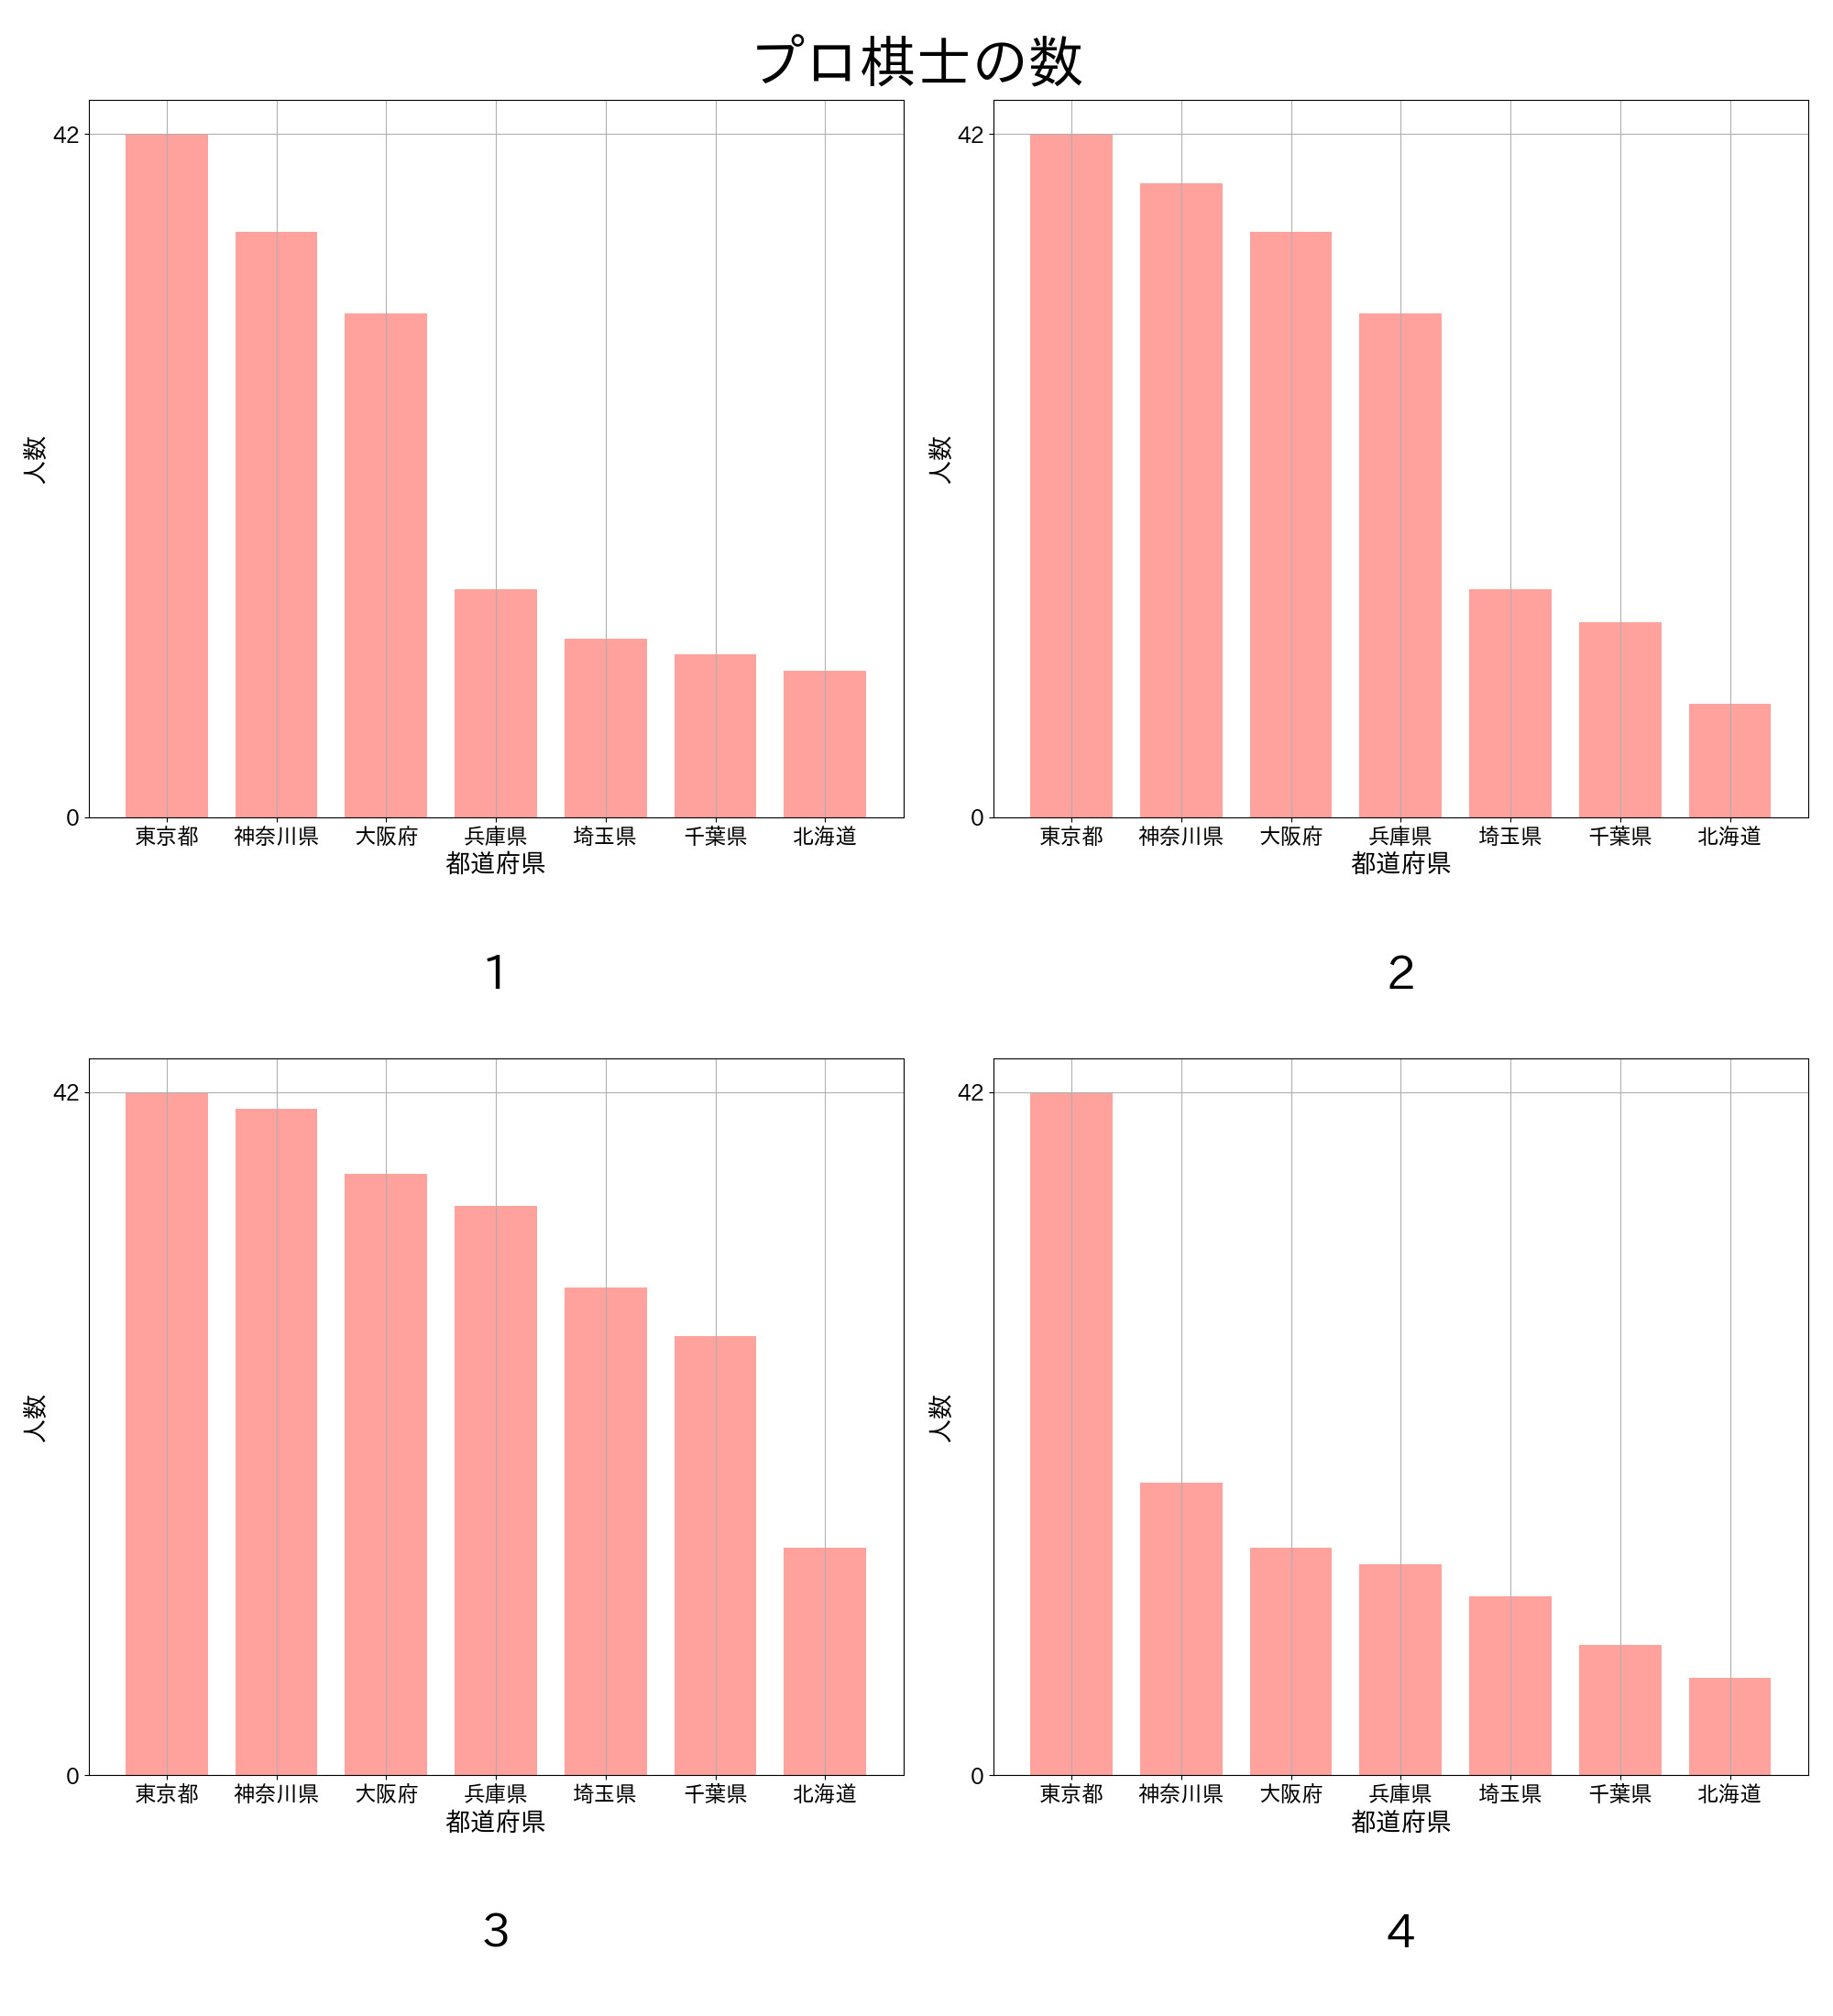 プロ棋士の数
42
0
人数
東京都 神奈川県 大阪府 兵庫県 埼玉県 千葉県 北海道
都道府県
1
42
0
人数
東京都 神奈川県 大阪府 兵庫県 埼玉県 千葉県 北海道
都道府県
2
42
0
人数
東京都 神奈川県 大阪府 兵庫県 埼玉県 千葉県 北海道
都道府県
3
42
0
人数
東京都 神奈川県 大阪府 兵庫県 埼玉県 千葉県 北海道
都道府県
4